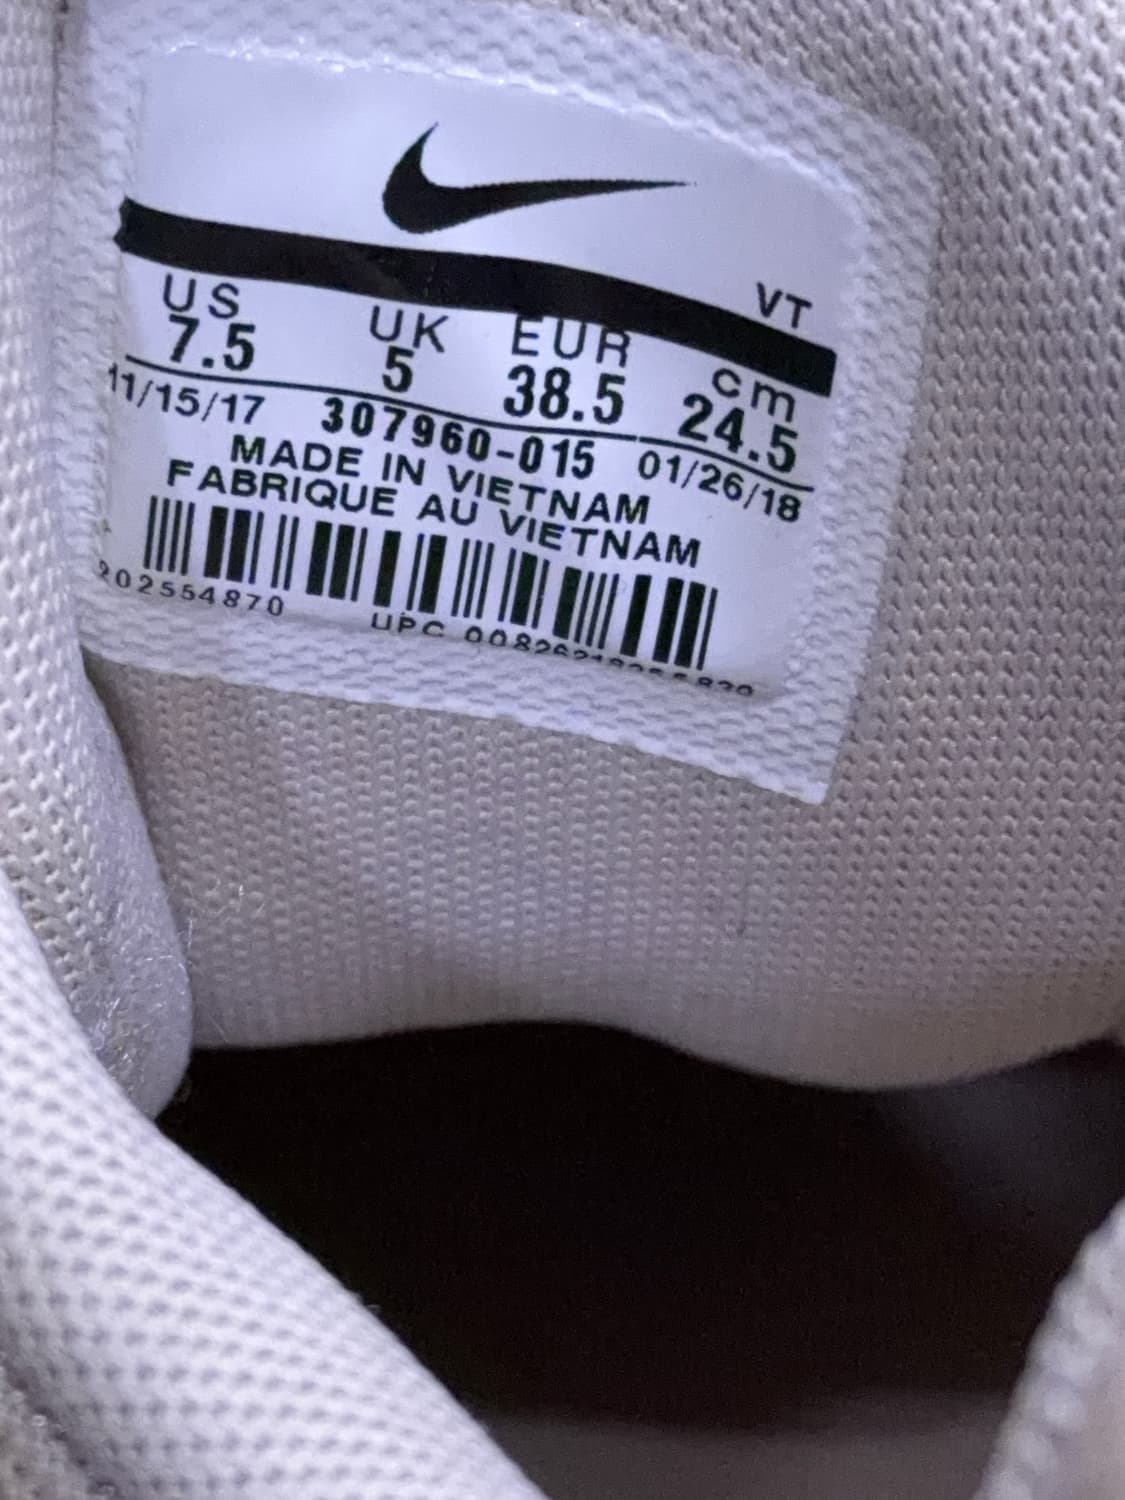 VT
US UK EUR cm
7.5 5 38.5 24.5
11/15/17 307960-015 01/26/18
MADE IN VIETNAM
FABRIQUE AU VIETNAM
202554870 UPC